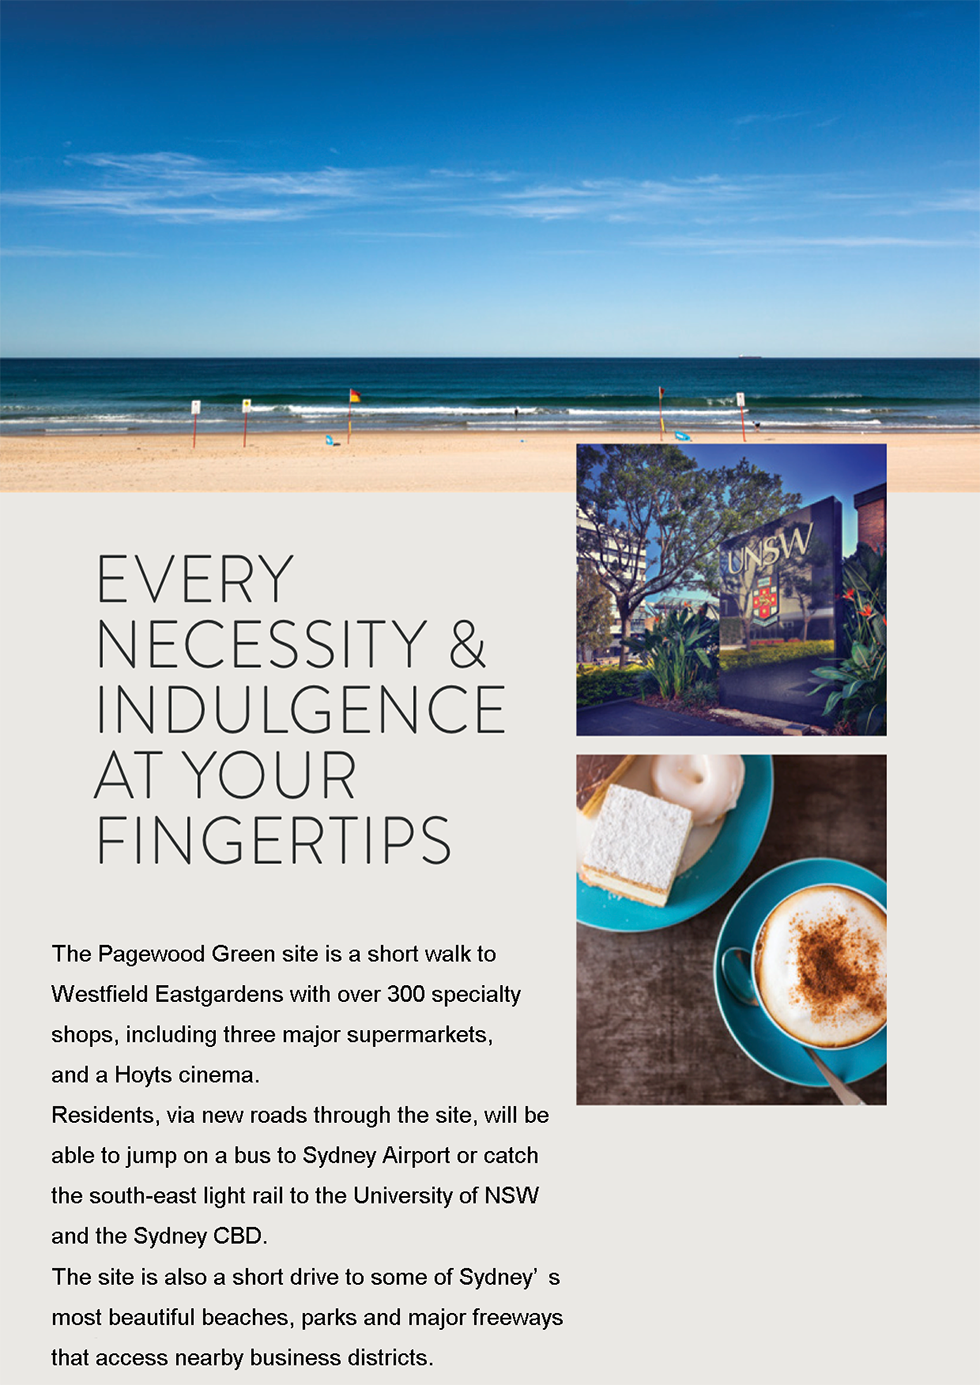 UNSW
EVERY
NECESSITY &
INDULGENCE
AT YOUR
FINGERTIPS
The Pagewood Green site is a short walk to
Westfield Eastgardens with over 300 specialty
shops, including three major supermarkets,
and a Hoyts cinema.
Residents, via new roads through the site, will be
able to jump on a bus to Sydney Airport or catch
the south-east light rail to the University of NSW
and the Sydney CBD.
The site is also a short drive to some of Sydney’ s
most beautiful beaches, parks and major freeways
that access nearby business districts.